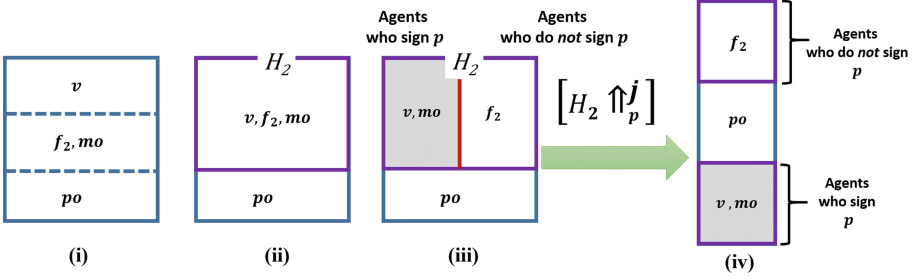 v
f₂, mo
po
(i)
H₂
v, f₂, mo
po
(ii)
Agents
who sign p
Agents
who do not sign p
H₂
v, mo
f₂
po
(iii)
[H₂ ⇑ʲₚ]
f₂
po
v, mo
(iv)
Agents
who do not sign
p
Agents
who sign
p